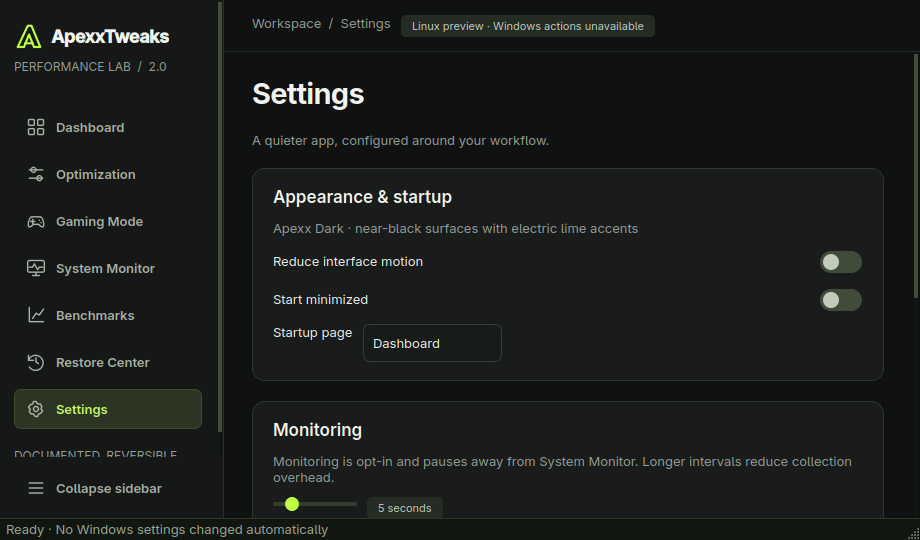 ApexxTweaks
PERFORMANCE LAB / 2.0
Dashboard
Optimization
Gaming Mode
System Monitor
Benchmarks
Restore Center
Settings
DOCUMENTED. REVERSIBLE
Collapse sidebar
Workspace / Settings
Linux preview · Windows actions unavailable
Settings
A quieter app, configured around your workflow.
Appearance & startup
Apexx Dark · near-black surfaces with electric lime accents
Reduce interface motion
Start minimized
Startup page
Dashboard
Monitoring
Monitoring is opt-in and pauses away from System Monitor. Longer intervals reduce collection
overhead.
5 seconds
Ready · No Windows settings changed automatically